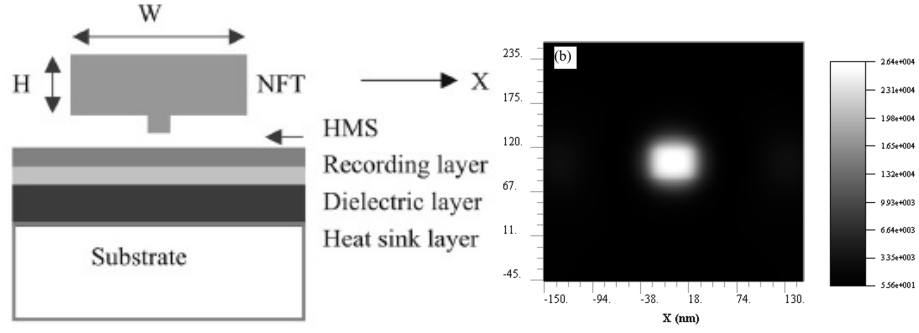 W
H
NFT
X
HMS
Recording layer
Dielectric layer
Heat sink layer
Substrate
(b)
235.
175.
120.
67.
11.
-45.
-150.
-94.
-38.
18.
74.
130.
X (nm)
2.64e+004
2.31e+004
1.98e+004
1.65e+004
1.32e+004
9.93e+003
6.64e+003
3.35e+003
5.56e+001